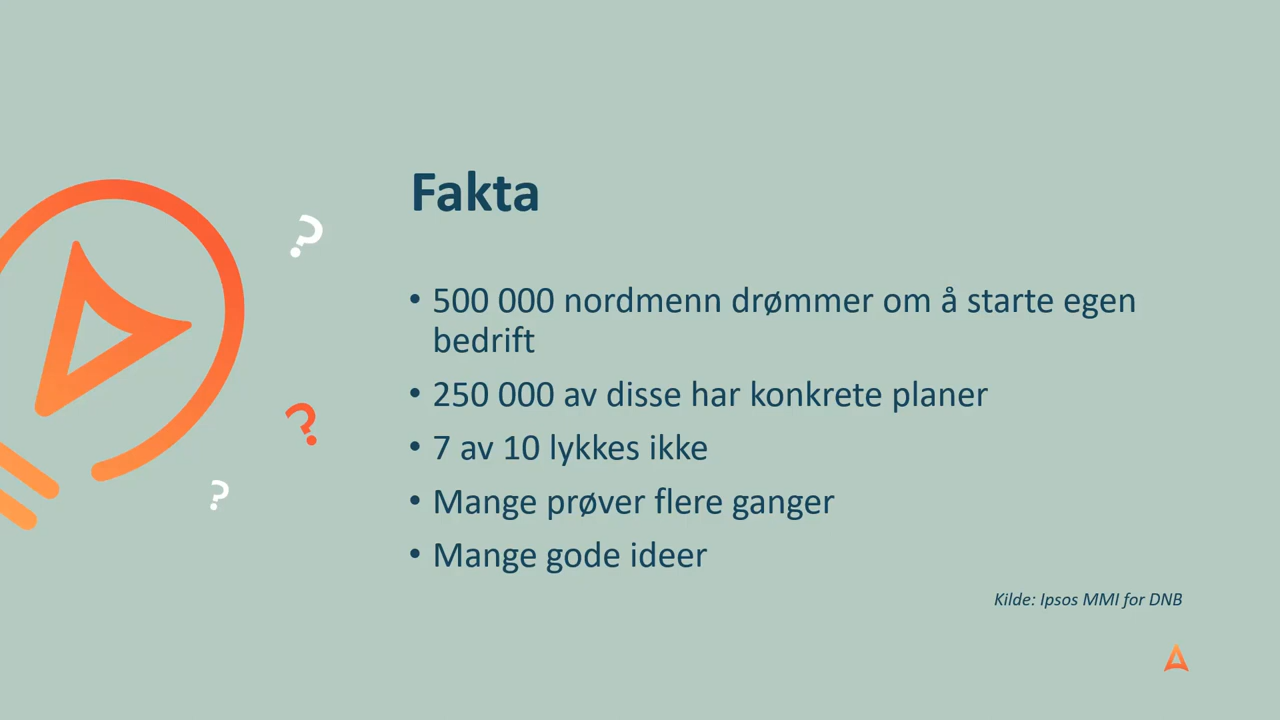 Fakta
• 500 000 nordmenn drømmer om å starte egen
bedrift
• 250 000 av disse har konkrete planer
• 7 av 10 lykkes ikke
• Mange prøver flere ganger
• Mange gode ideer
Kilde: Ipsos MMI for DNB
?
?
?